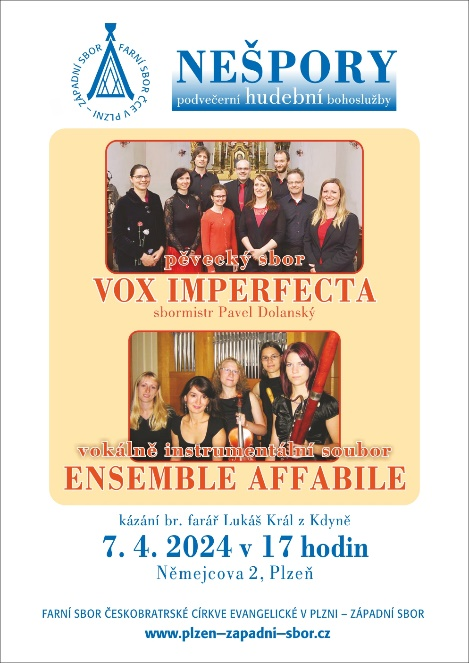 ZÁPADNÍ SBOR – FARNÍ SBOR ČCE V PLZNI –
NEŠPORY
podvečerní hudební bohoslužby
pěvecký sbor
VOX IMPERFECTA
sbormistr Pavel Dolanský
vokálně instrumentální soubor
ENSEMBLE AFFABILE
kázání br. farář Lukáš Král z Kdyně
7. 4. 2024 v 17 hodin
Němejcova 2, Plzeň
FARNÍ SBOR ČESKOBRATRSKÉ CÍRKVE EVANGELICKÉ V PLZNI – ZÁPADNÍ SBOR
www.plzen–zapadni–sbor.cz